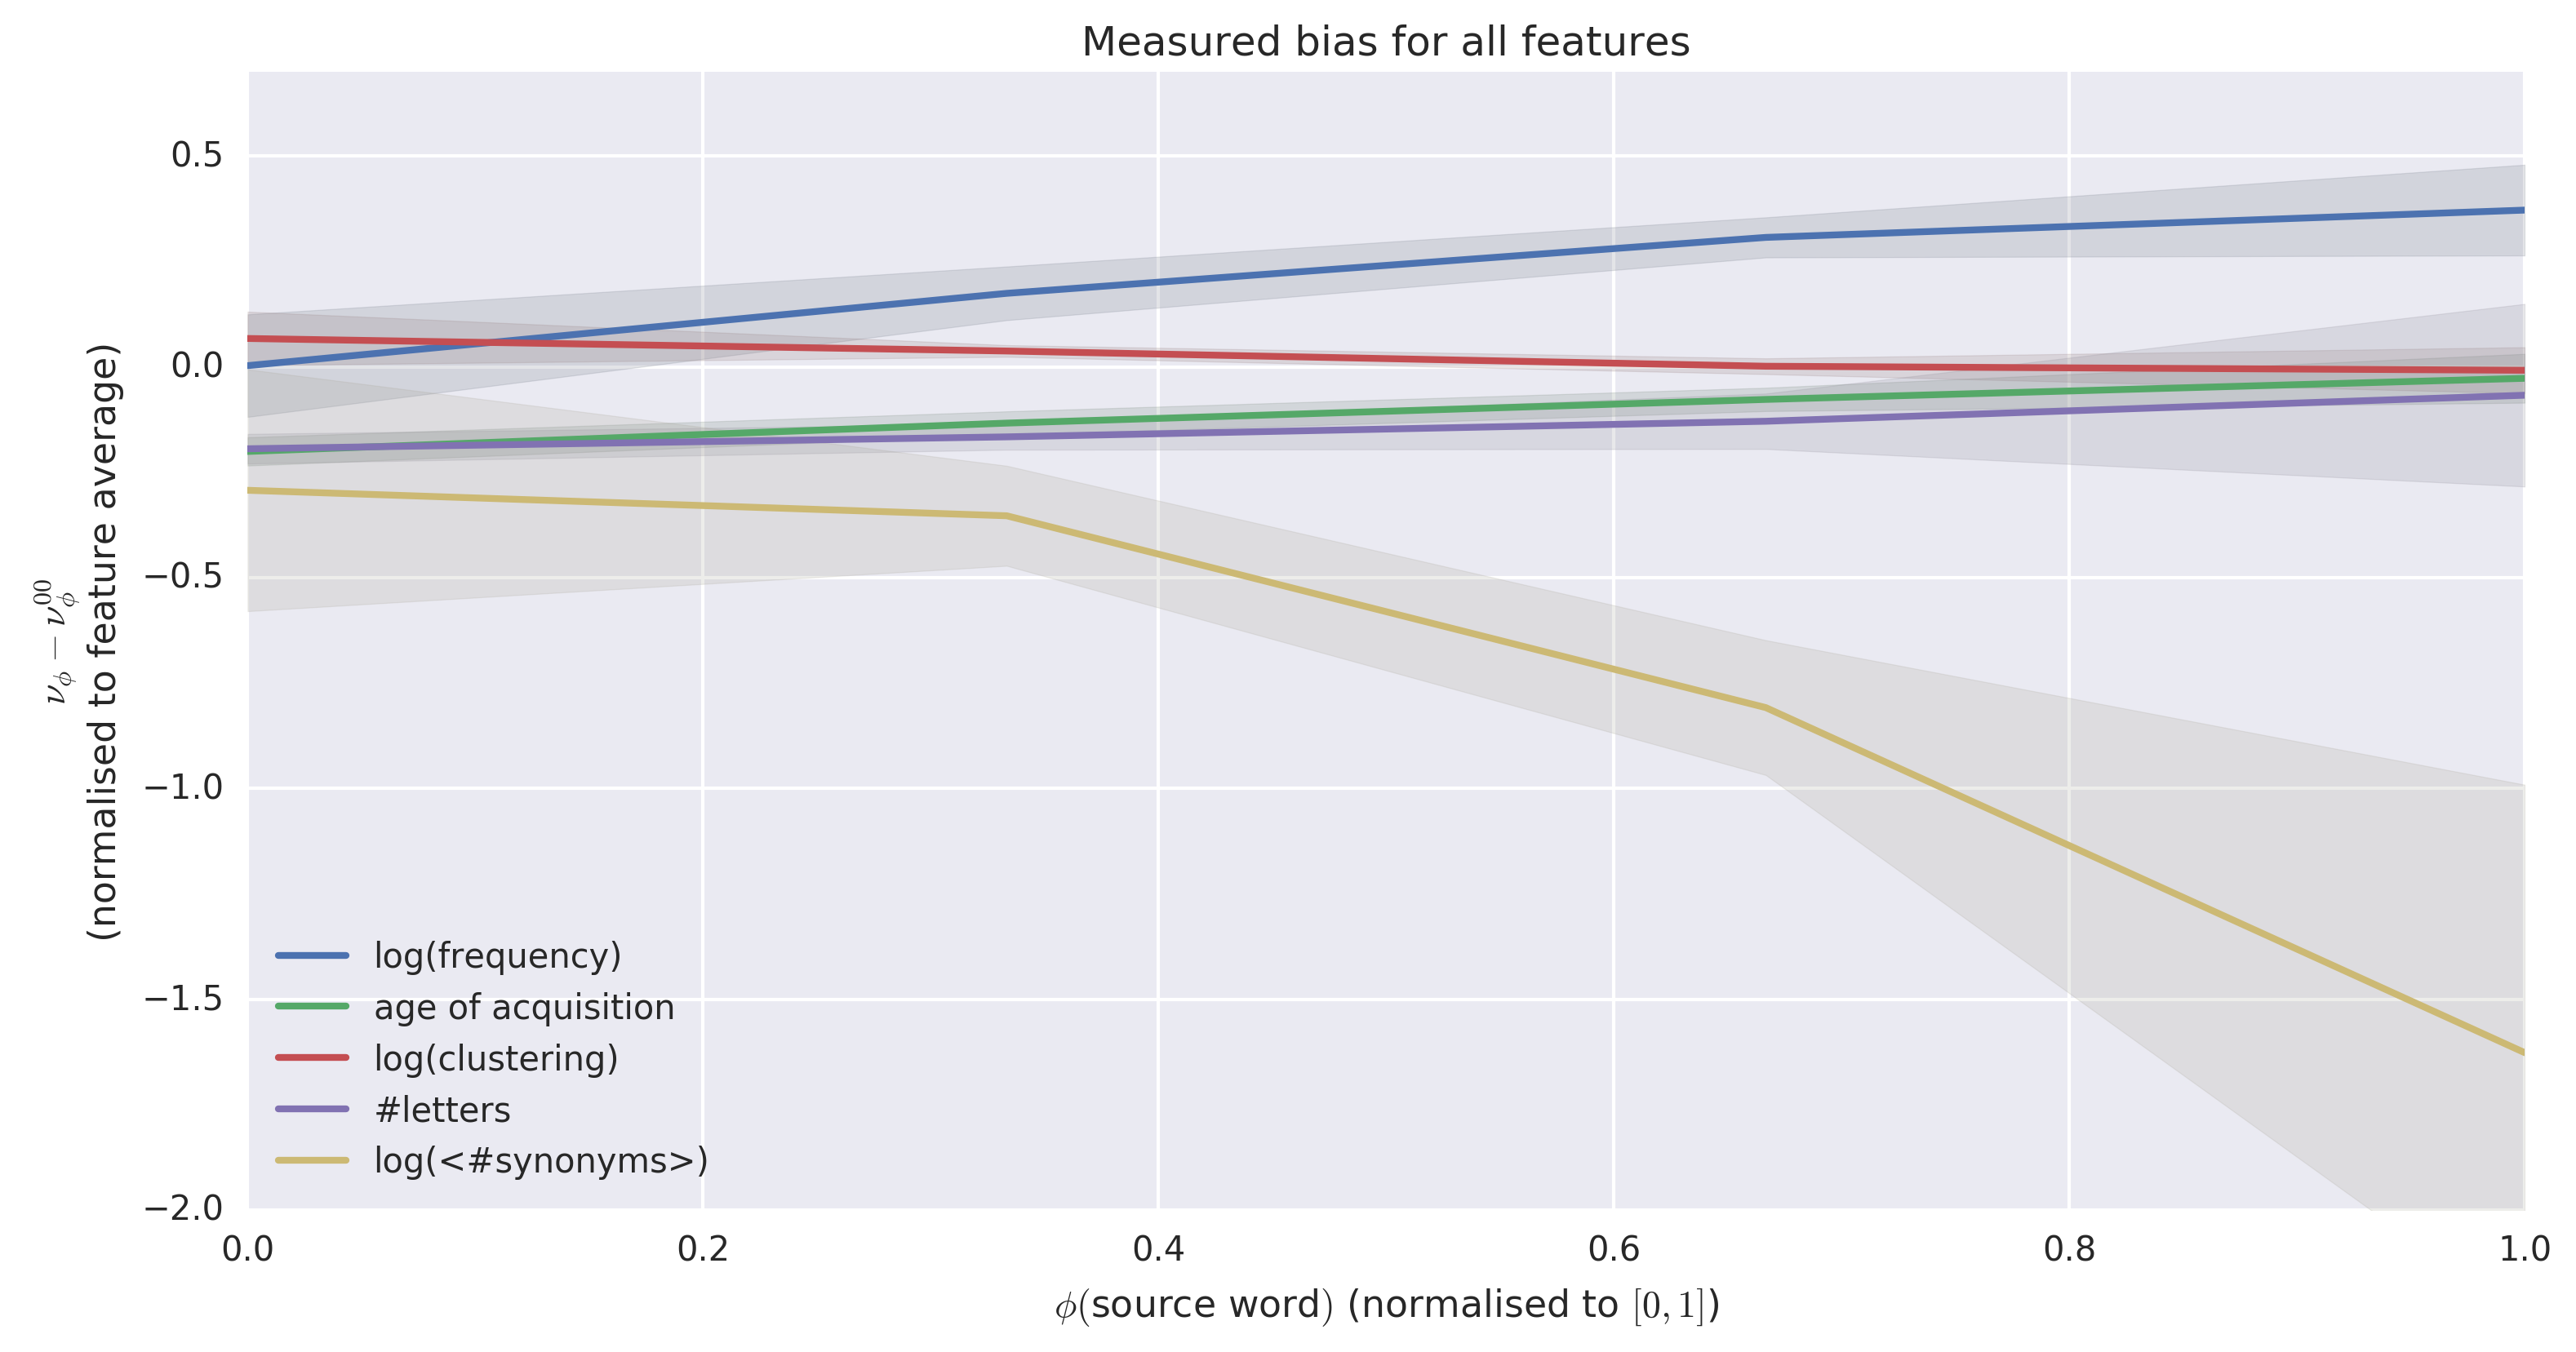 Measured bias for all features
νϕ − νϕ00
(normalised to feature average)
0.5
0.0
−0.5
−1.0
−1.5
−2.0
log(frequency)
age of acquisition
log(clustering)
#letters
log(<#synonyms>)
0.0 0.2 0.4 0.6 0.8 1.0
ϕ(source word) (normalised to [0, 1])